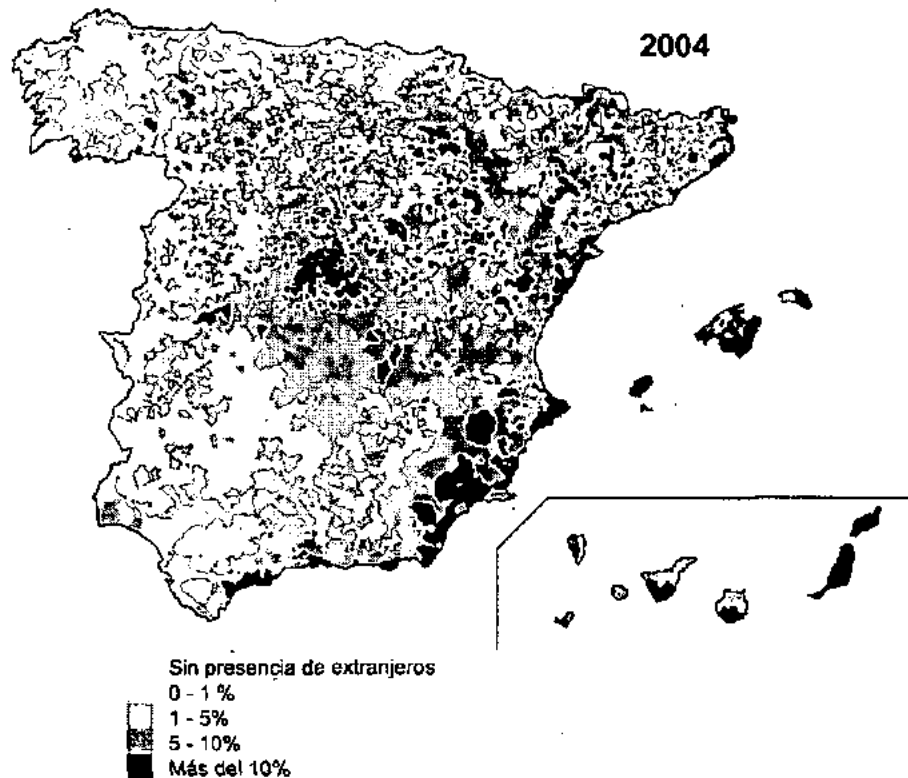 2004
Sin presencia de extranjeros
0 - 1 %
1 - 5%
5 - 10%
Más del 10%